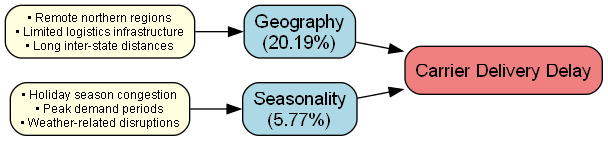 • Remote northern regions
• Limited logistics infrastructure
• Long inter-state distances
Geography
(20.19%)
• Holiday season congestion
• Peak demand periods
• Weather-related disruptions
Seasonality
(5.77%)
Carrier Delivery Delay